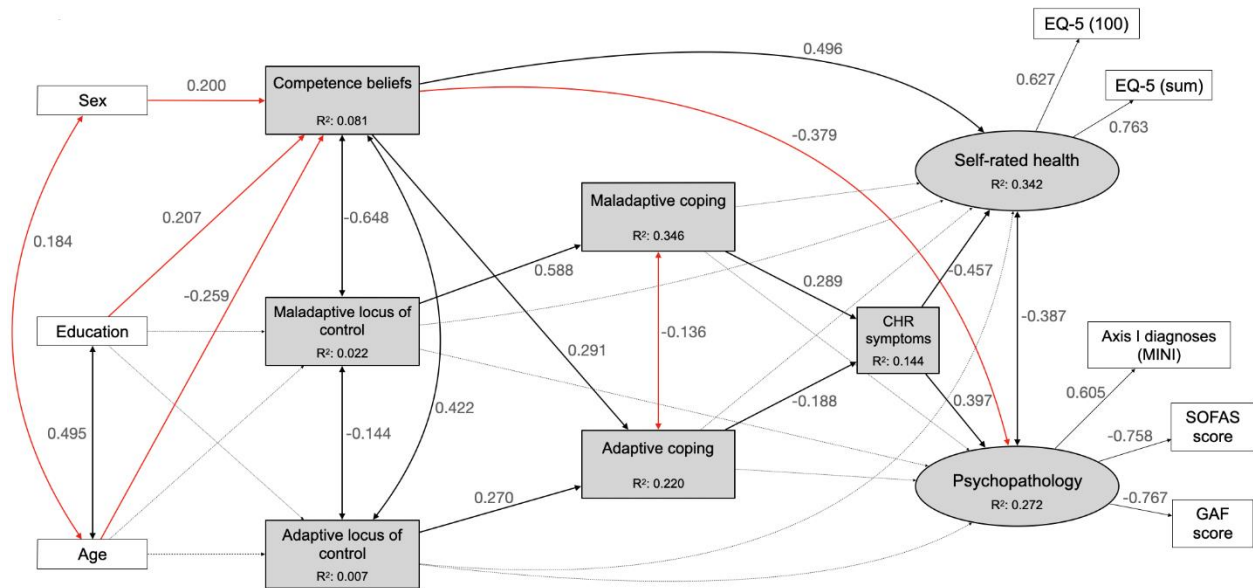 EQ-5 (100)
0.496
Competence beliefs
R²: 0.081
0.200
Sex
0.627
EQ-5 (sum)
0.763
-0.379
Self-rated health
R²: 0.342
Maladaptive coping
R²: 0.346
0.207
-0.648
0.184
0.588
-0.457
0.289
-0.259
Maladaptive locus of
control
R²: 0.022
Education
CHR
symptoms
R²: 0.144
-0.136
-0.387
Axis I diagnoses
(MINI)
0.291
0.422
-0.188
0.397
0.605
0.495
-0.144
SOFAS
score
-0.758
Adaptive coping
R²: 0.220
Psychopathology
R²: 0.272
0.270
-0.767
GAF
score
Age
Adaptive locus of
control
R²: 0.007